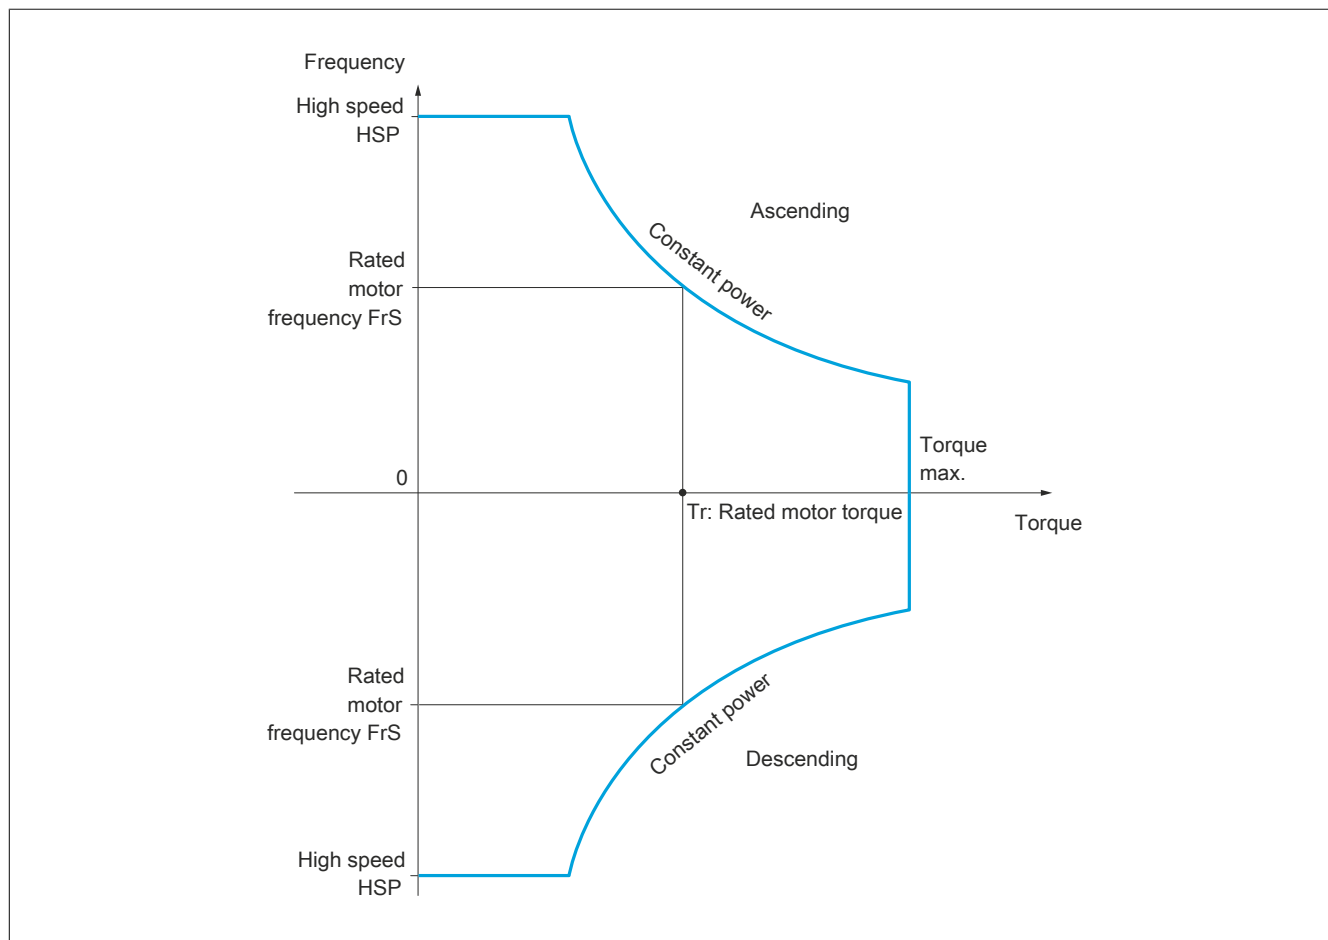 Frequency
High speed
HSP
Ascending
Constant power
Rated
motor
frequency FrS
Torque
max.
0
Tr: Rated motor torque
Torque
Rated
motor
frequency FrS
Constant power
Descending
High speed
HSP